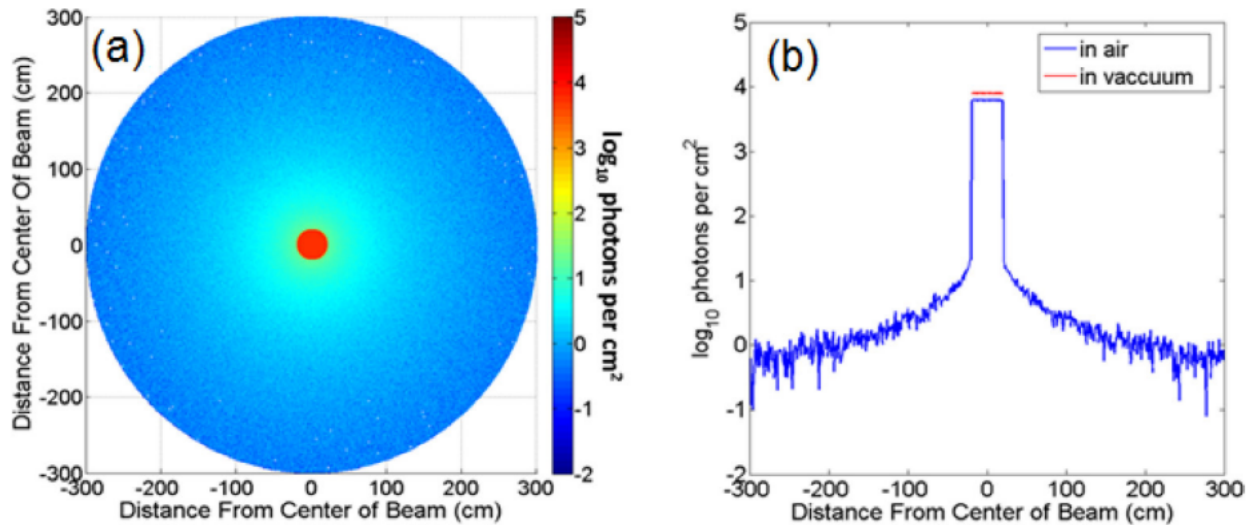 (a)
Distance From Center Of Beam (cm)
300
200
100
0
-100
-200
-300
-300 -200 -100 0 100 200 300
Distance From Center of Beam (cm)
5
4
3
2
1
0
-1
-2
log10 photons per cm2
(b)
in air
in vaccuum
log10 photons per cm2
5
4
3
2
1
0
-1
-2
-300 -200 -100 0 100 200 300
Distance From Center of Beam (cm)